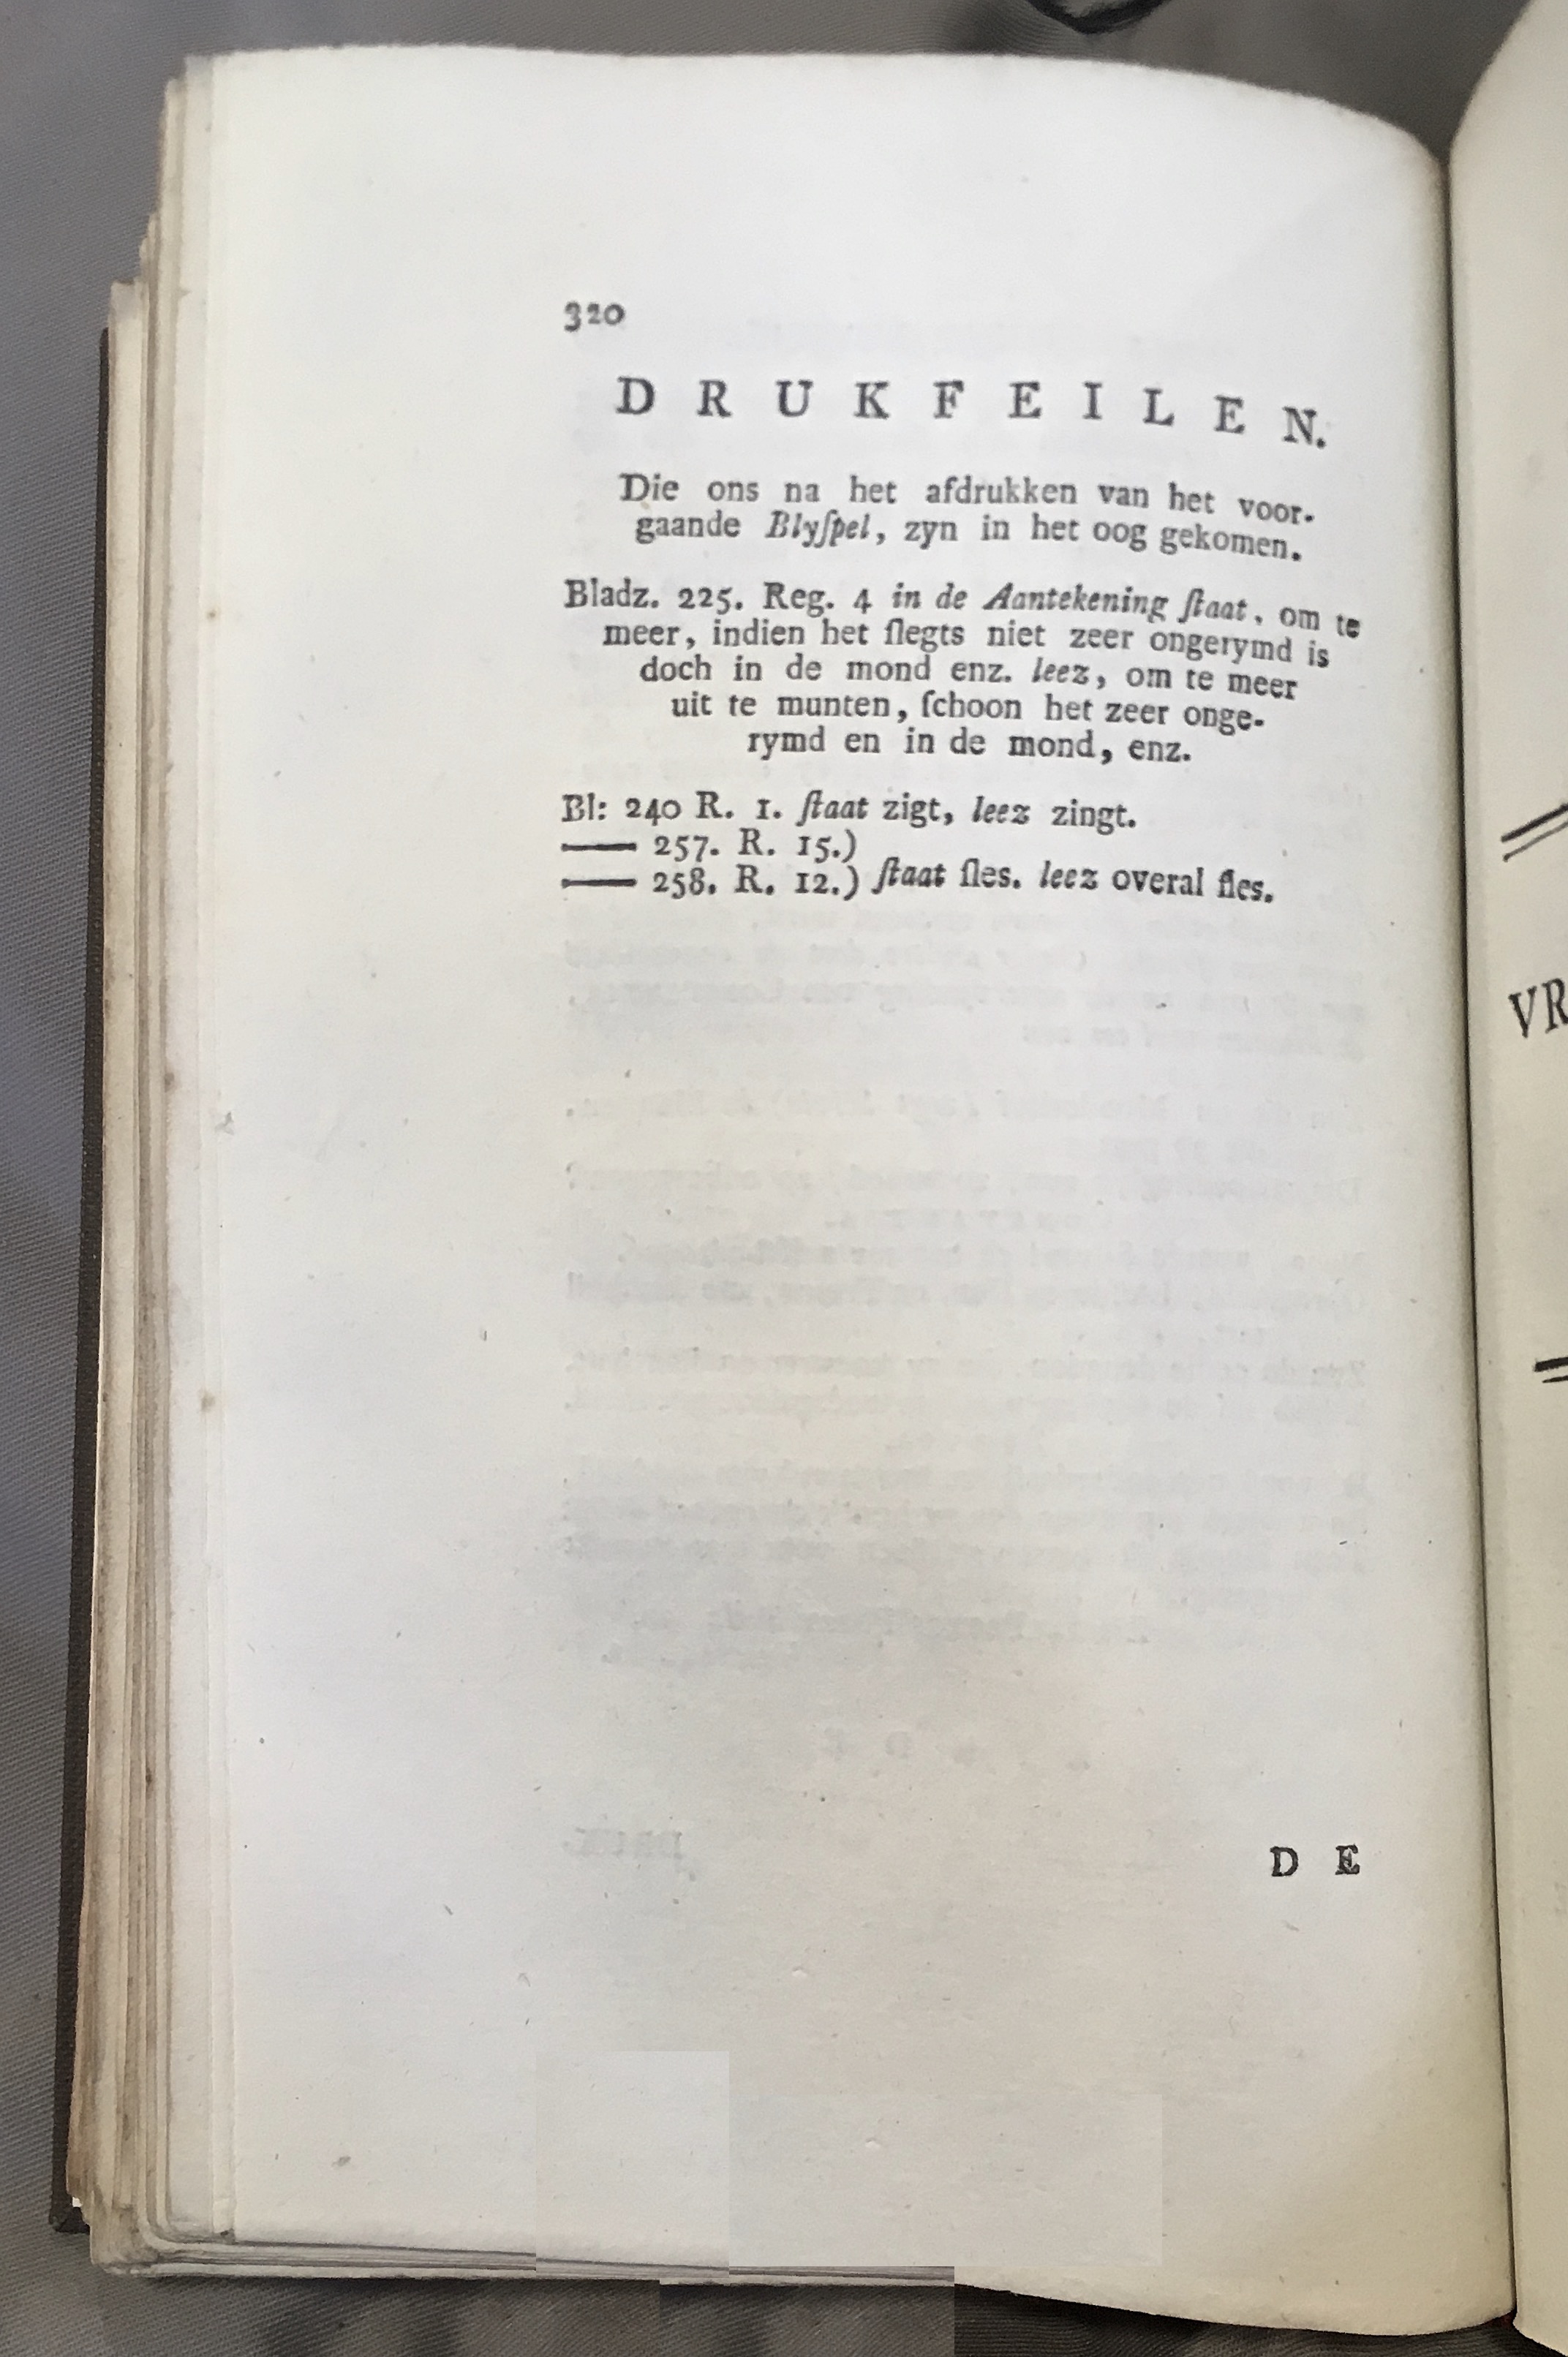 320
DRUKFEILEN.
Die ons na het afdrukken van het voor-
gaande Blyſpel, zyn in het oog gekomen.
Bladz. 225. Reg. 4 in de Aantekening ſtaat, om te
meer, indien het ſlegts niet zeer ongerymd is
doch in de mond enz. leez, om te meer
uit te munten, ſchoon het zeer onge-
rymd en in de mond, enz.
Bl: 240 R. 1. ſtaat zigt, leez zingt.
—— 257. R. 15.)
—— 258. R. 12.) ſtaat ſles. leez overal fles.
DE
VR